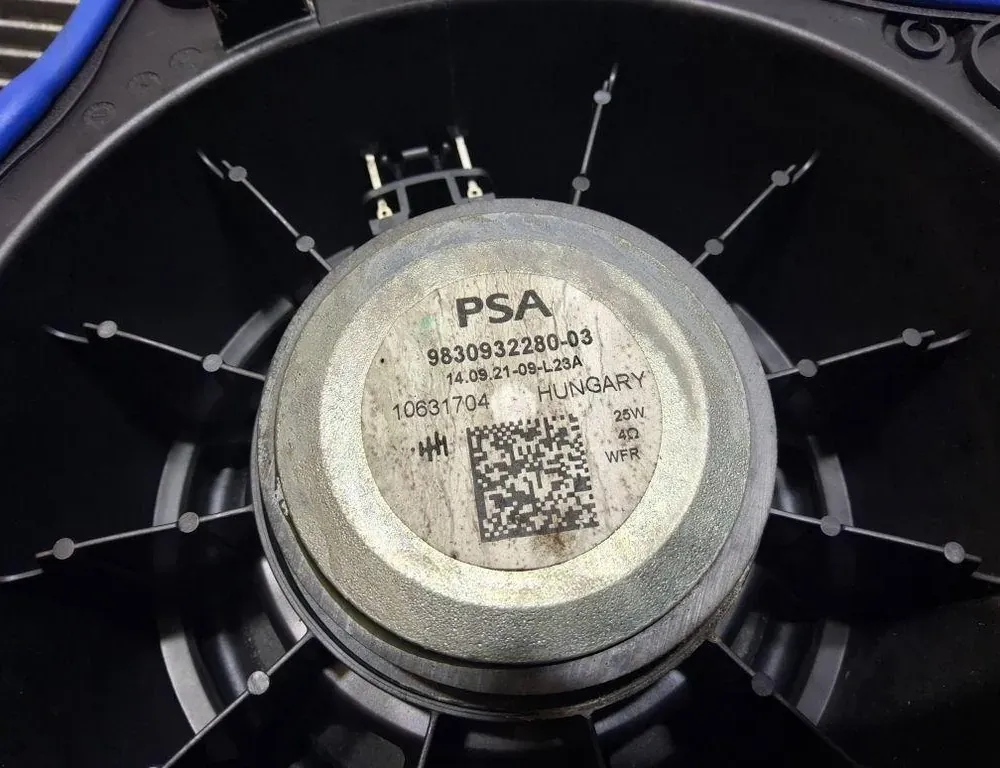 PSA
9830932280-03
14.09.21-09-L23A
10631704 HUNGARY
25W
4Ω
WFR